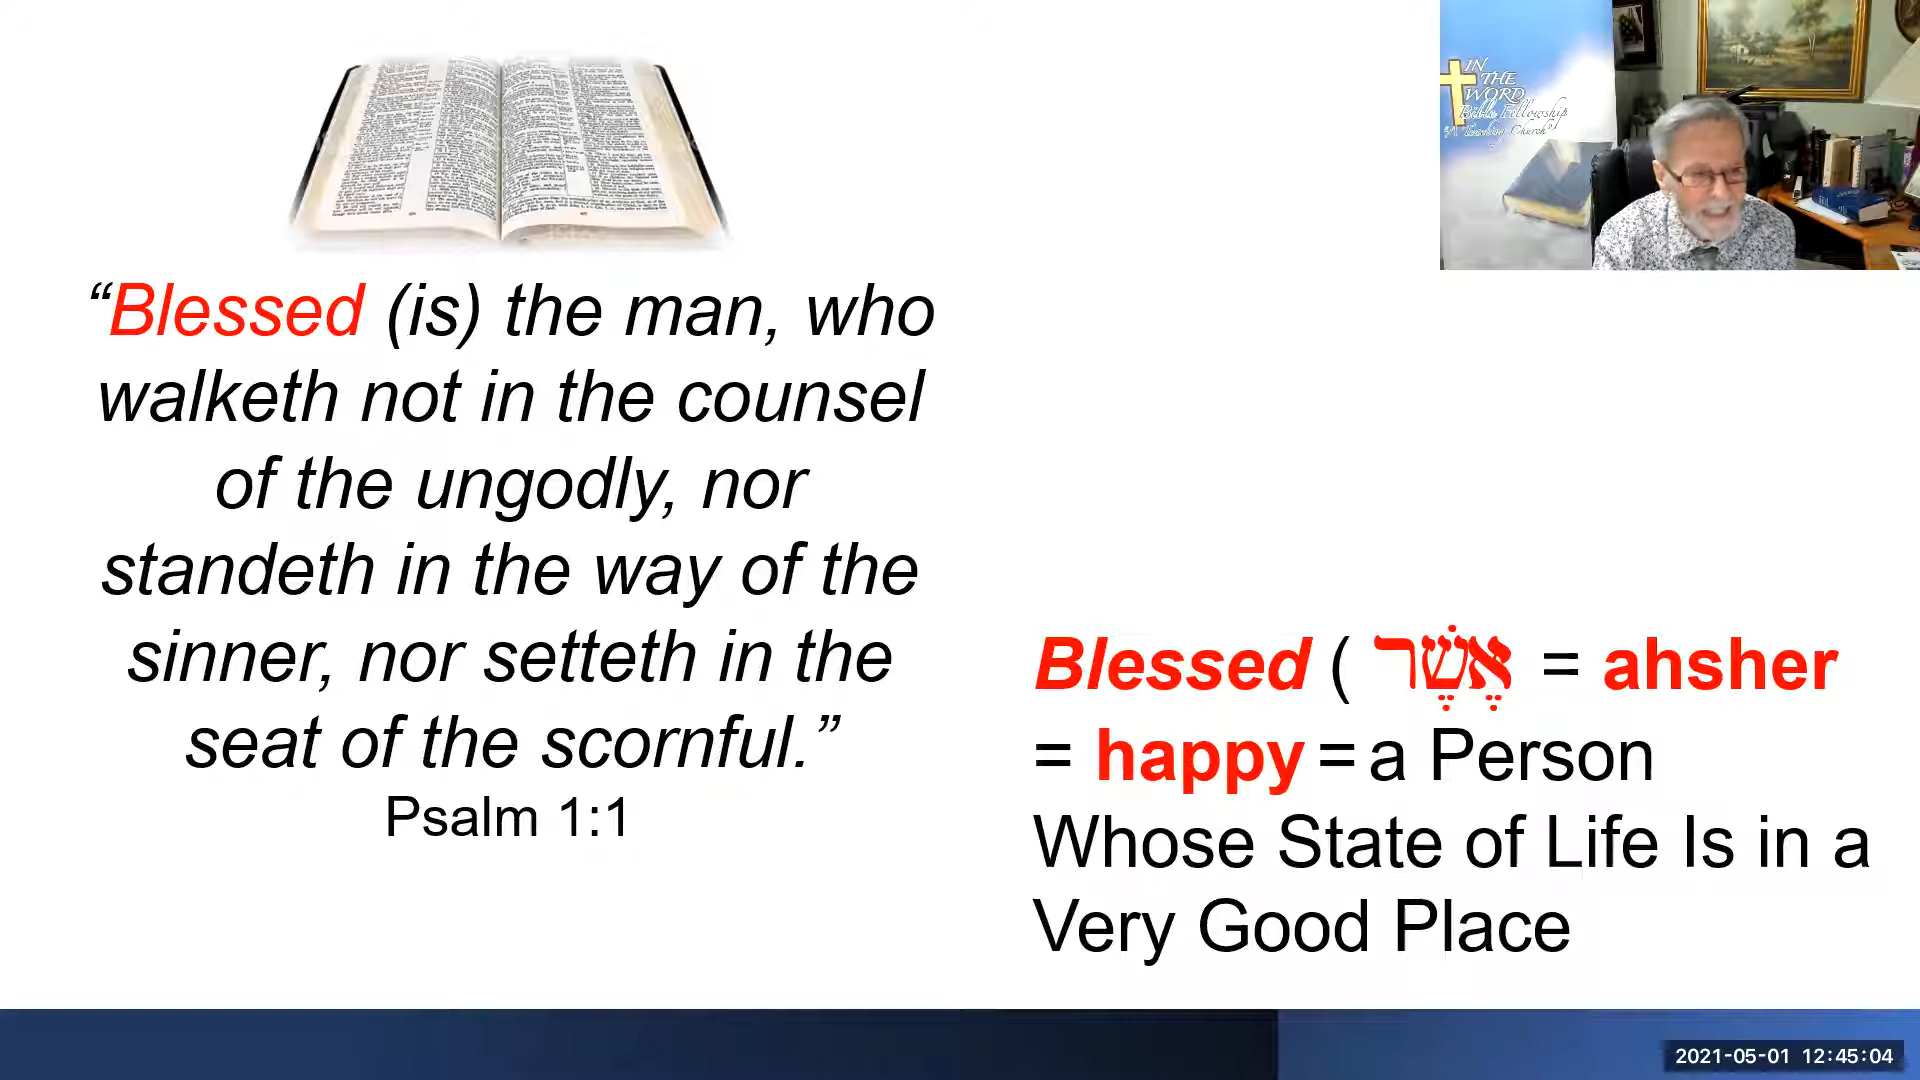 “Blessed (is) the man, who
walketh not in the counsel
of the ungodly, nor
standeth in the way of the
sinner, nor setteth in the
seat of the scornful.”
Psalm 1:1
IN
THE
WORD
Bible Fellowship
"A Teaching Church"
Blessed ( אֶשֶׁר = ahsher
= happy = a Person
Whose State of Life Is in a
Very Good Place
2021-05-01 12:45:04